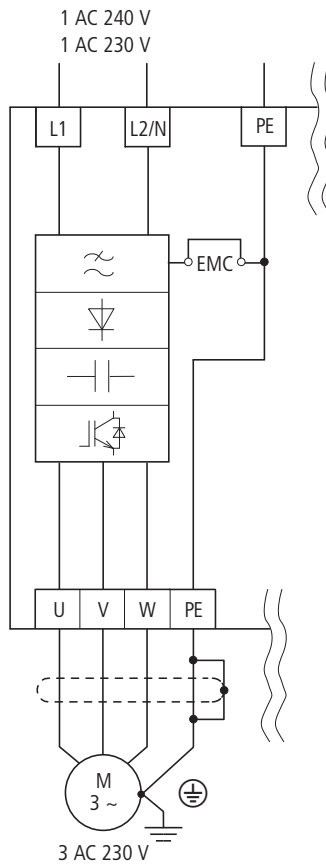 1 AC 240 V
1 AC 230 V
L1 L2/N PE
EMC
U V W PE
M
3 ~
3 AC 230 V